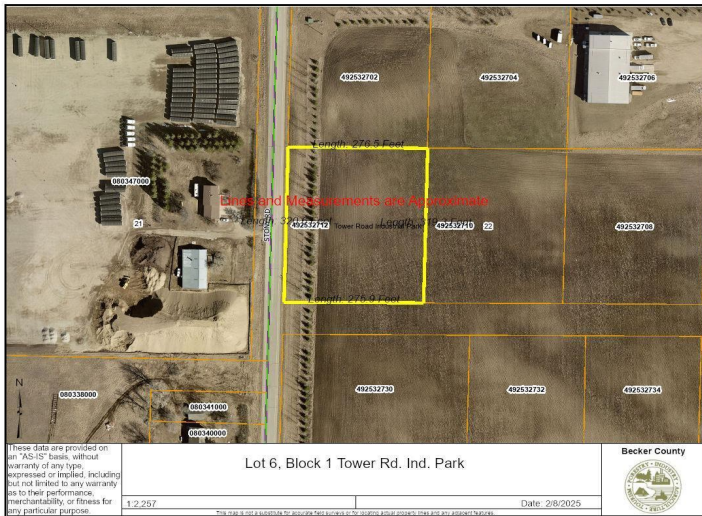 492532702
492532704
492532706
Length: 276.5 Feet
080347000
Lines and Measurements are Approximate
21
492532712
Tower Road Industrial Park
492532710
22
492532708
Length: 275.9 Feet
N
080338000
492532730
492532732
492532734
080341000
080340000
These data are provided on
an "AS-IS" basis, without
warranty of any type,
expressed or implied, including
but not limited to any warranty
as to their performance,
merchantability, or fitness for
any particular purpose.
Lot 6, Block 1 Tower Rd. Ind. Park
1:2,257
Date: 2/8/2025
This map is not a substitute for accurate field surveys or for locating actual property lines and any adjacent features.
Becker County